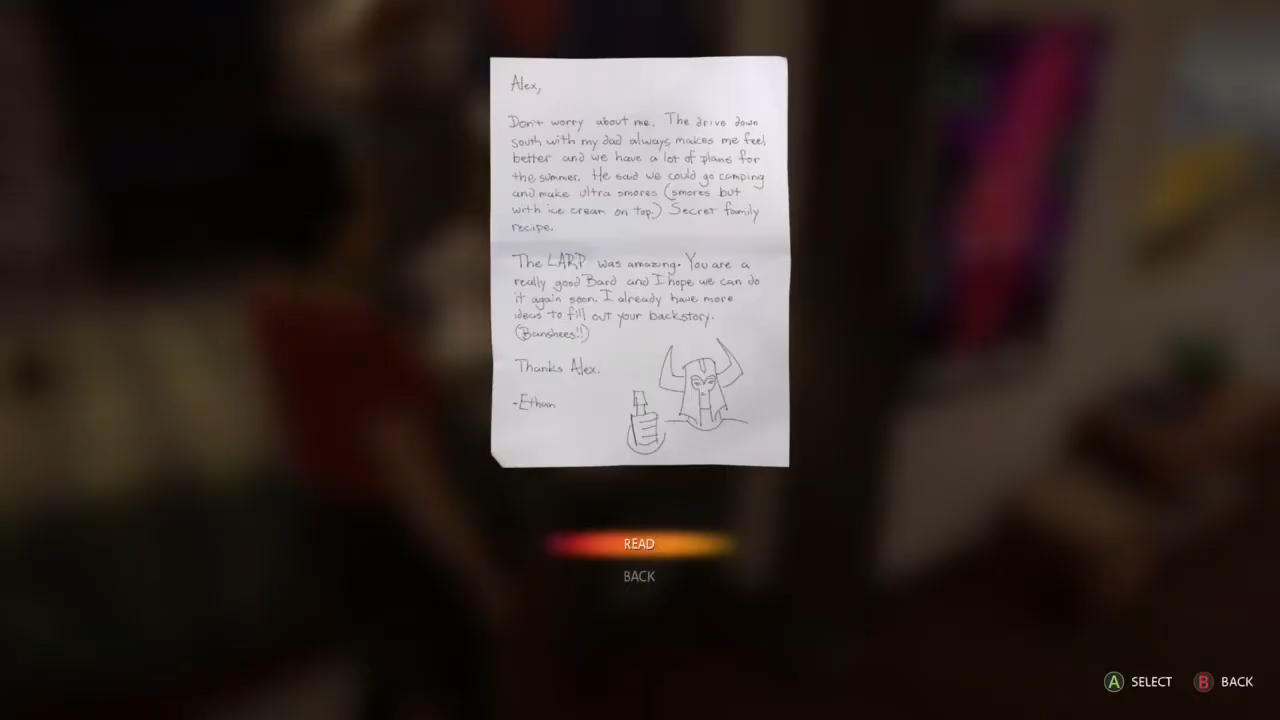 Alex,
Don't worry about me. The drive down
south with my dad always makes me feel
better and we have a lot of plans for
the summer. He said we could go camping
and make ultra smores (smores but
with ice cream on top.) Secret family
recipe.
The LARP was amazing. You are a
really good Bard and I hope we can do
it again soon. I already have more
ideas to fill out your backstory.
(Banshees!!)
Thanks Alex.
-Ethan
READ
BACK
A SELECT B BACK